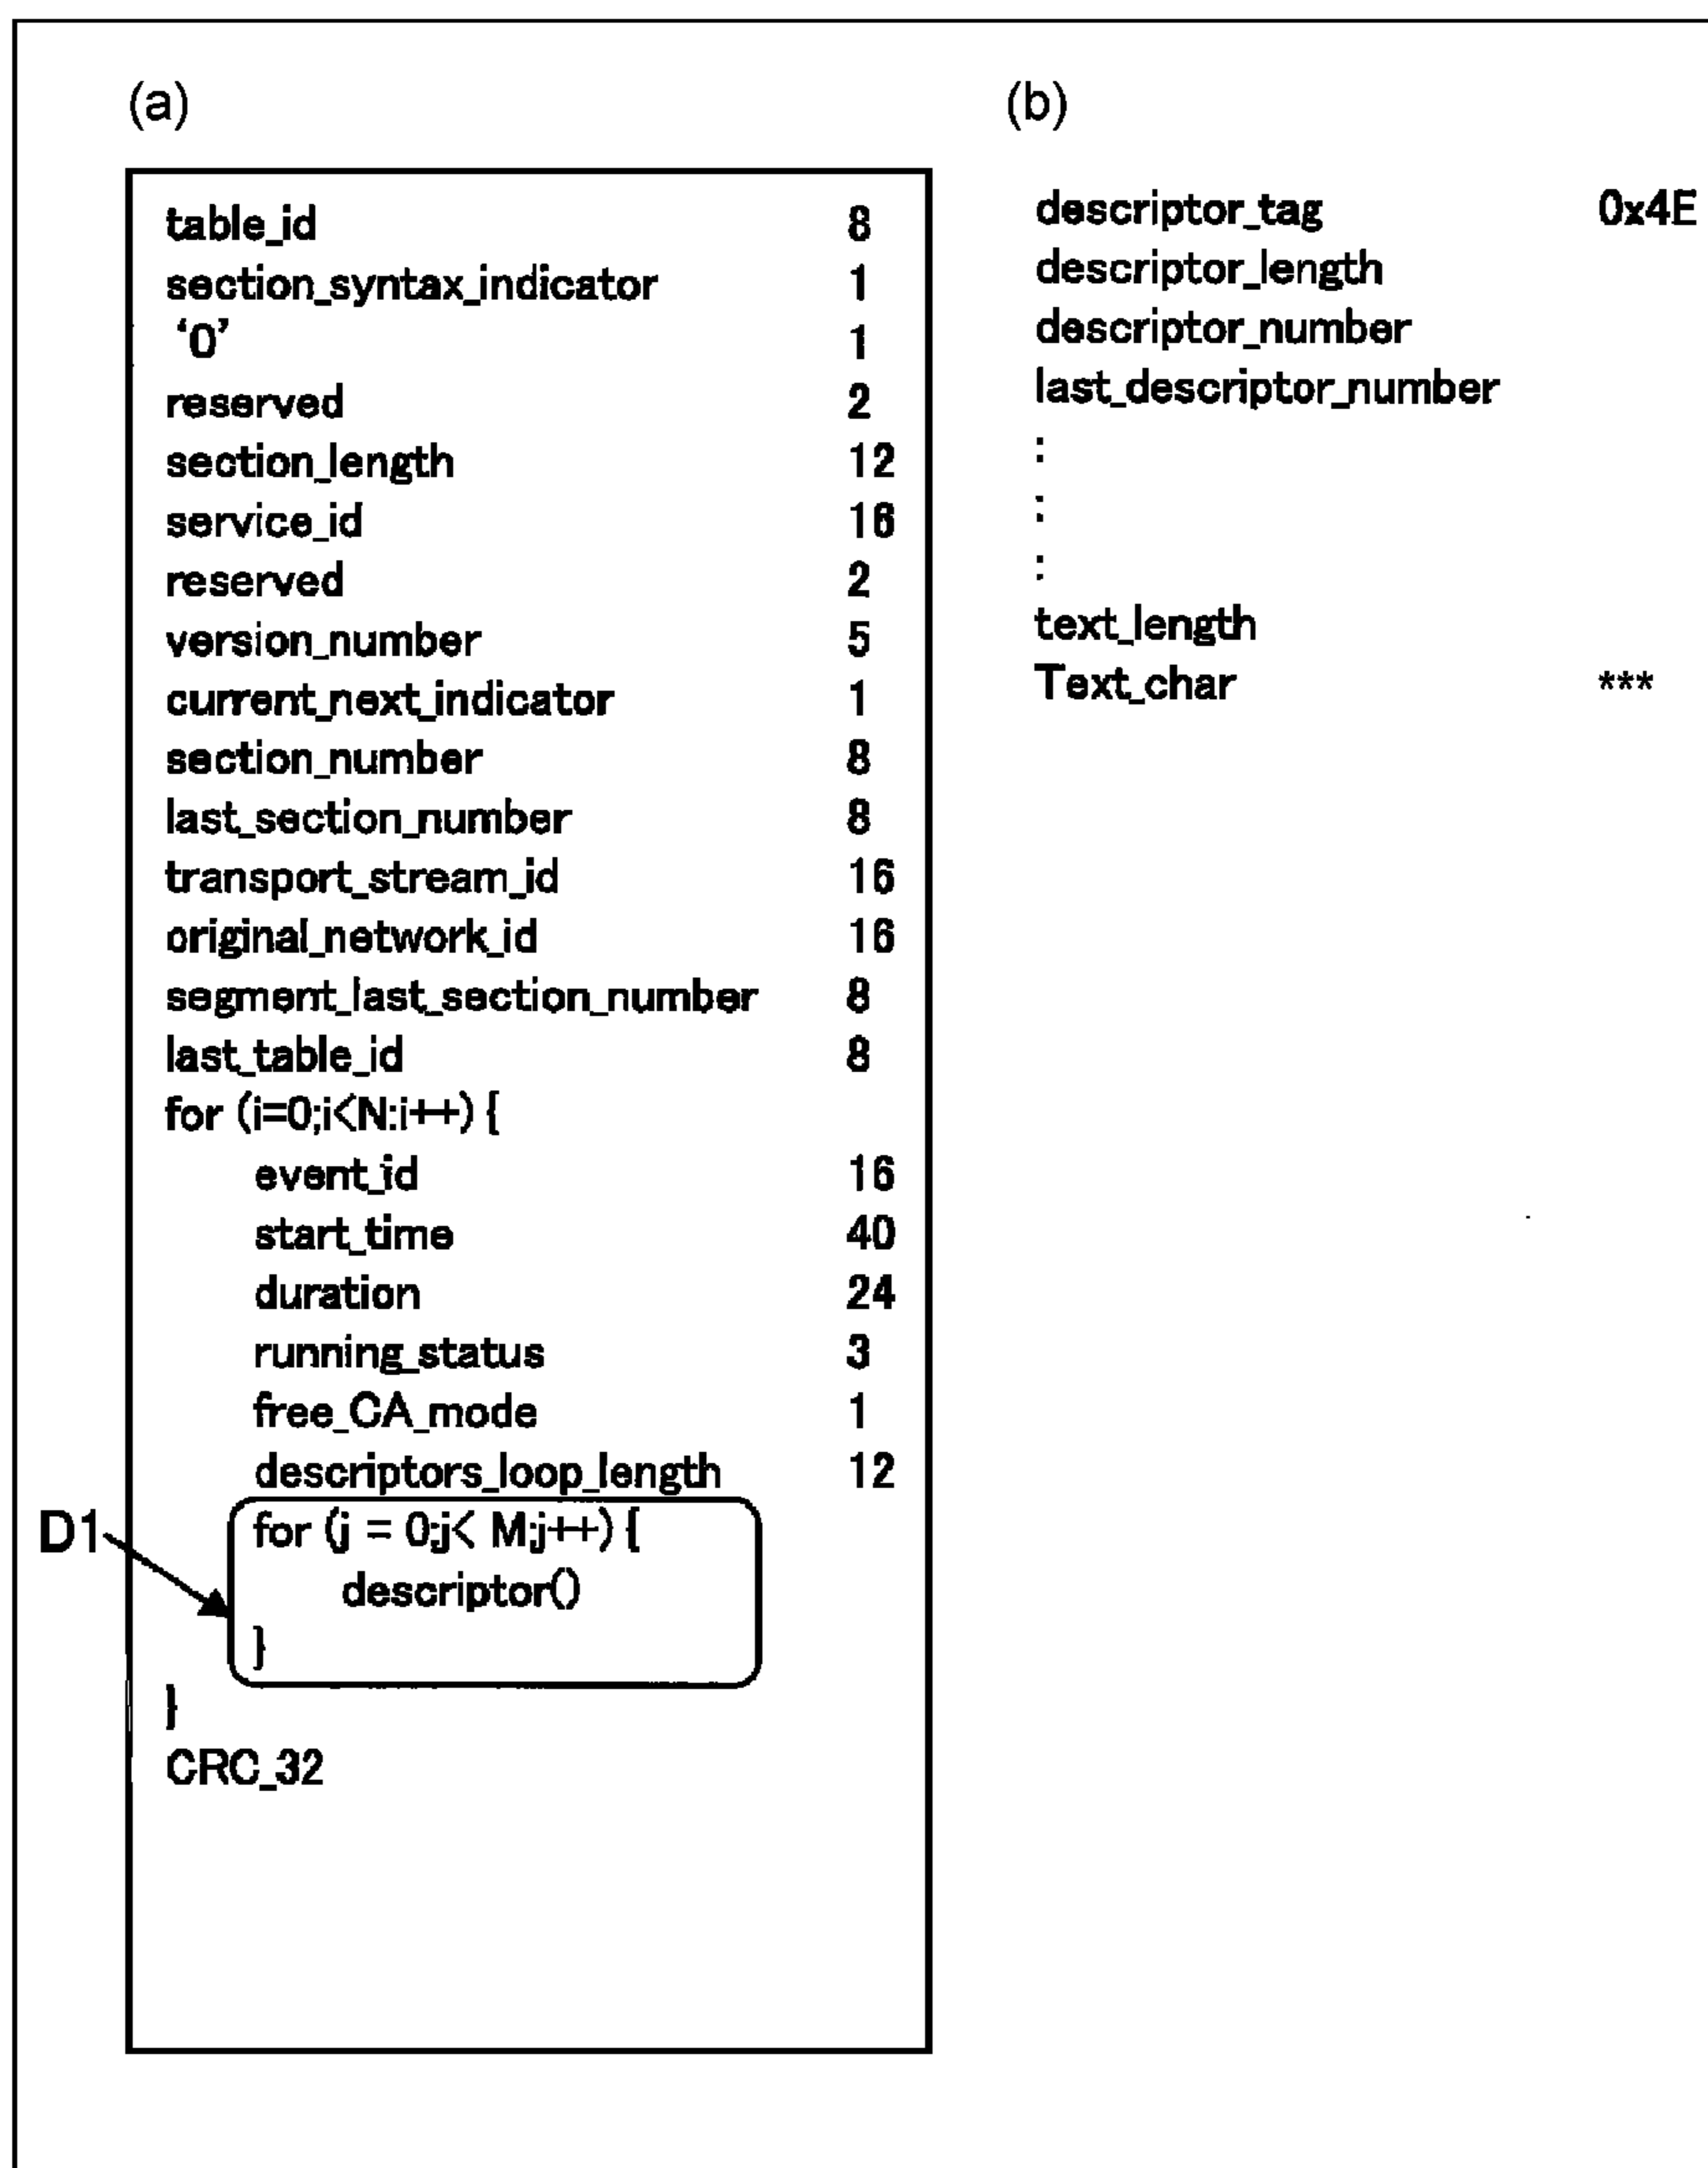 (a)
table_id 8
section_syntax_indicator 1
‘0’ 1
reserved 2
section_length 12
service_id 16
reserved 2
version_number 5
current_next_indicator 1
section_number 8
last_section_number 8
transport_stream_id 16
original_network_id 16
segment_last_section_number 8
last_table_id 8
for (i=0;i<N:i++) {
event_id 16
start_time 40
duration 24
running_status 3
free_CA_mode 1
descriptors_loop_length 12
D1
for (j = 0;j< M;j++) {
descriptor()
}
}
CRC_32
(b)
descriptor_tag 0x4E
descriptor_length
descriptor_number
last_descriptor_number
:
:
:
text_length
Text_char ***